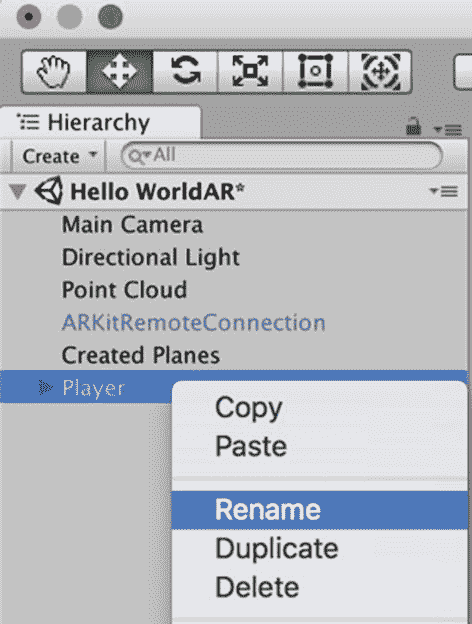 Hierarchy
Create All
Hello WorldAR*
Main Camera
Directional Light
Point Cloud
ARKitRemoteConnection
Created Planes
Player
Copy
Paste
Rename
Duplicate
Delete